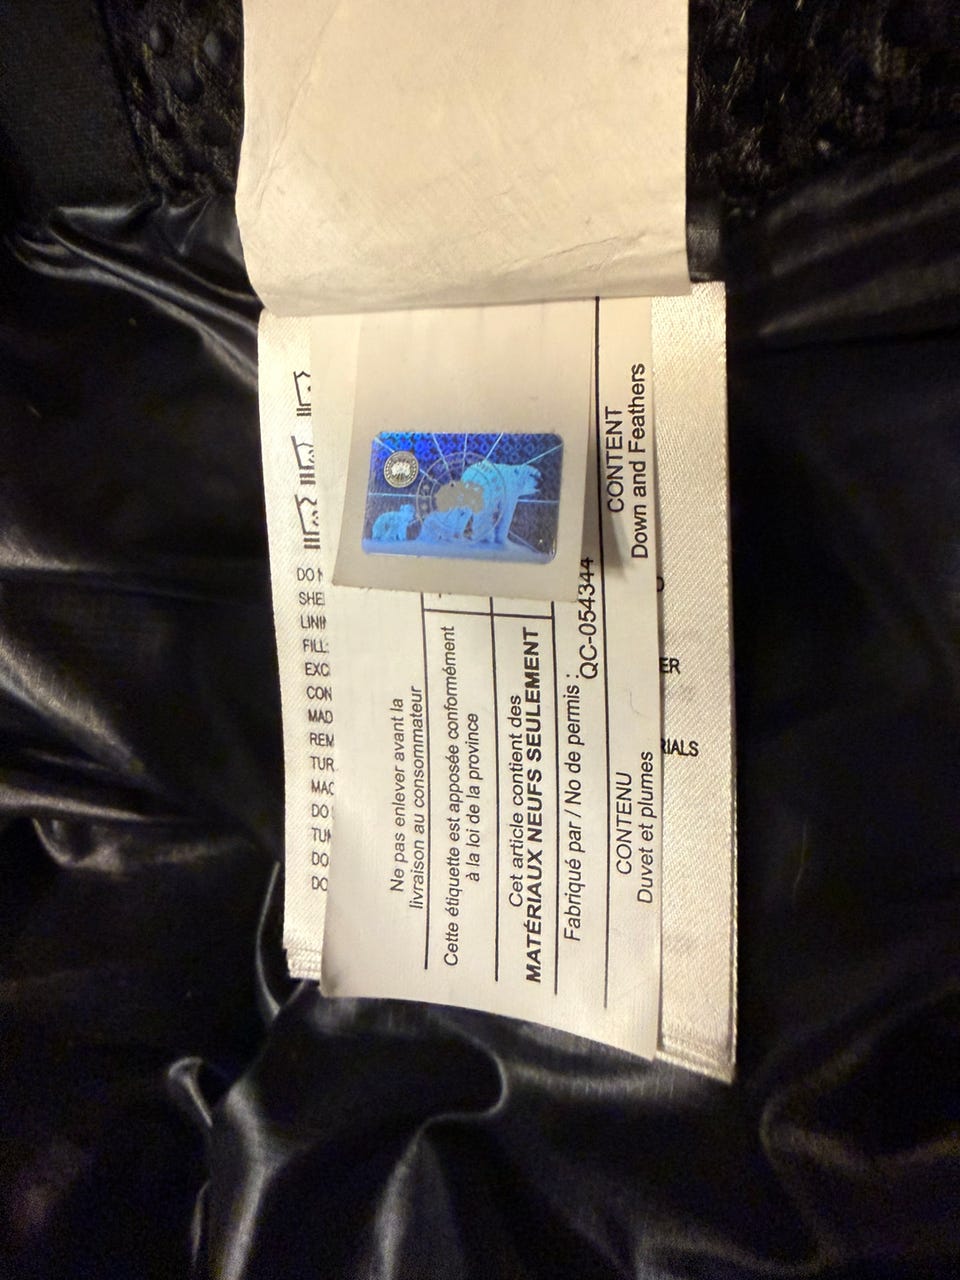 DO N
SHE
LINI
FILL:
EXC
CON
MAD
REM
TUR
MAC
DO
TUM
DO
DO
Ne pas enlever avant la
livraison au consommateur
Cette étiquette est apposée conformément
à la loi de la province
Cet article contient des
MATÉRIAUX NEUFS SEULEMENT
Fabriqué par / No de permis :
QC-054344
CONTENU CONTENT
Duvet et plumes Down and Feathers
ER
RIALS